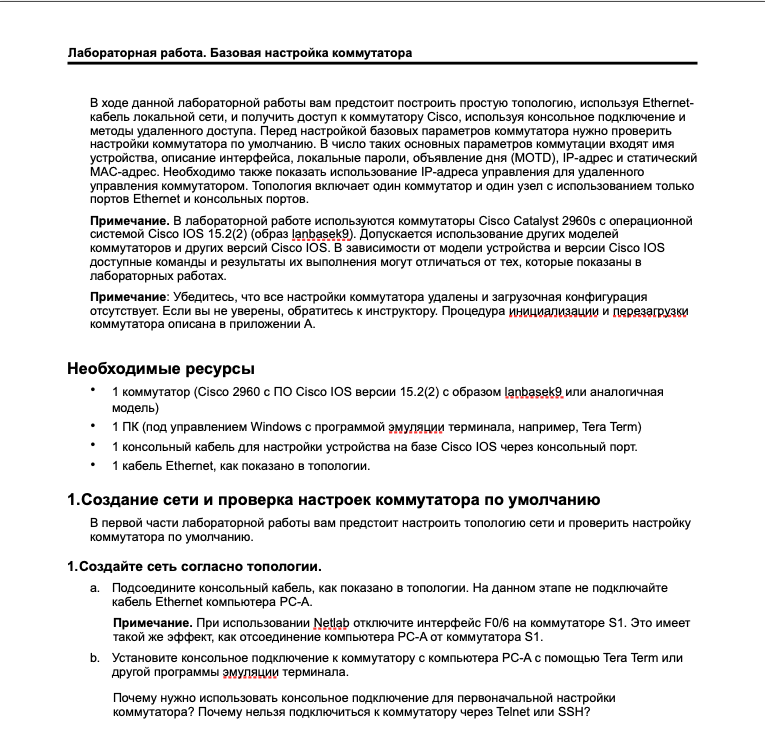 Лабораторная работа. Базовая настройка коммутатора
В ходе данной лабораторной работы вам предстоит построить простую топологию, используя Ethernet-
кабель локальной сети, и получить доступ к коммутатору Cisco, используя консольное подключение и
методы удаленного доступа. Перед настройкой базовых параметров коммутатора нужно проверить
настройки коммутатора по умолчанию. В число таких основных параметров коммутации входят имя
устройства, описание интерфейса, локальные пароли, объявление дня (MOTD), IP-адрес и статический
MAC-адрес. Необходимо также показать использование IP-адреса управления для удаленного
управления коммутатором. Топология включает один коммутатор и один узел с использованием только
портов Ethernet и консольных портов.
Примечание. В лабораторной работе используются коммутаторы Cisco Catalyst 2960s с операционной
системой Cisco IOS 15.2(2) (образ lanbasek9). Допускается использование других моделей
коммутаторов и других версий Cisco IOS. В зависимости от модели устройства и версии Cisco IOS
доступные команды и результаты их выполнения могут отличаться от тех, которые показаны в
лабораторных работах.
Примечание: Убедитесь, что все настройки коммутатора удалены и загрузочная конфигурация
отсутствует. Если вы не уверены, обратитесь к инструктору. Процедура инициализации и перезагрузки
коммутатора описана в приложении A.
Необходимые ресурсы
• 1 коммутатор (Cisco 2960 с ПО Cisco IOS версии 15.2(2) с образом lanbasek9 или аналогичная
модель)
• 1 ПК (под управлением Windows с программой эмуляции терминала, например, Tera Term)
• 1 консольный кабель для настройки устройства на базе Cisco IOS через консольный порт.
• 1 кабель Ethernet, как показано в топологии.
1.Создание сети и проверка настроек коммутатора по умолчанию
В первой части лабораторной работы вам предстоит настроить топологию сети и проверить настройку
коммутатора по умолчанию.
1.Создайте сеть согласно топологии.
a. Подсоедините консольный кабель, как показано в топологии. На данном этапе не подключайте
кабель Ethernet компьютера PC-A.
Примечание. При использовании Netlab отключите интерфейс F0/6 на коммутаторе S1. Это имеет
такой же эффект, как отсоединение компьютера PC-A от коммутатора S1.
b. Установите консольное подключение к коммутатору с компьютера PC-A с помощью Tera Term или
другой программы эмуляции терминала.
Почему нужно использовать консольное подключение для первоначальной настройки
коммутатора? Почему нельзя подключиться к коммутатору через Telnet или SSH?